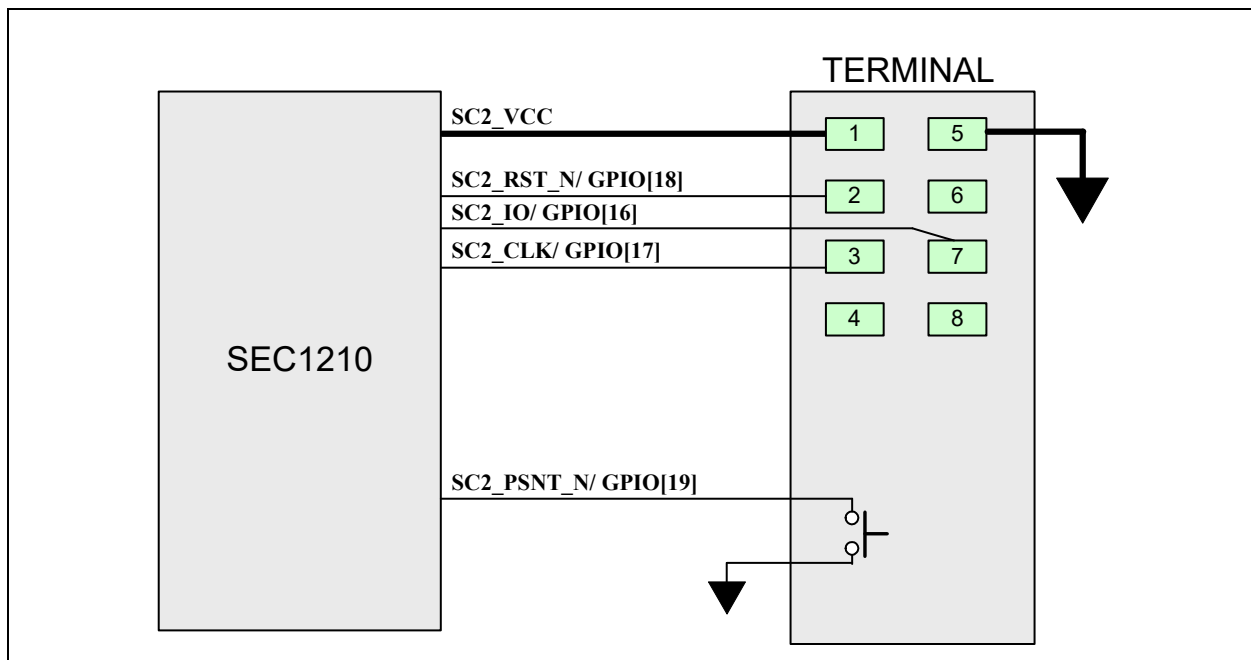 TERMINAL
SC2_VCC
1 5
SC2_RST_N/ GPIO[18]
2 6
SC2_IO/ GPIO[16]
SC2_CLK/ GPIO[17]
3 7
4 8
SEC1210
SC2_PSNT_N/ GPIO[19]